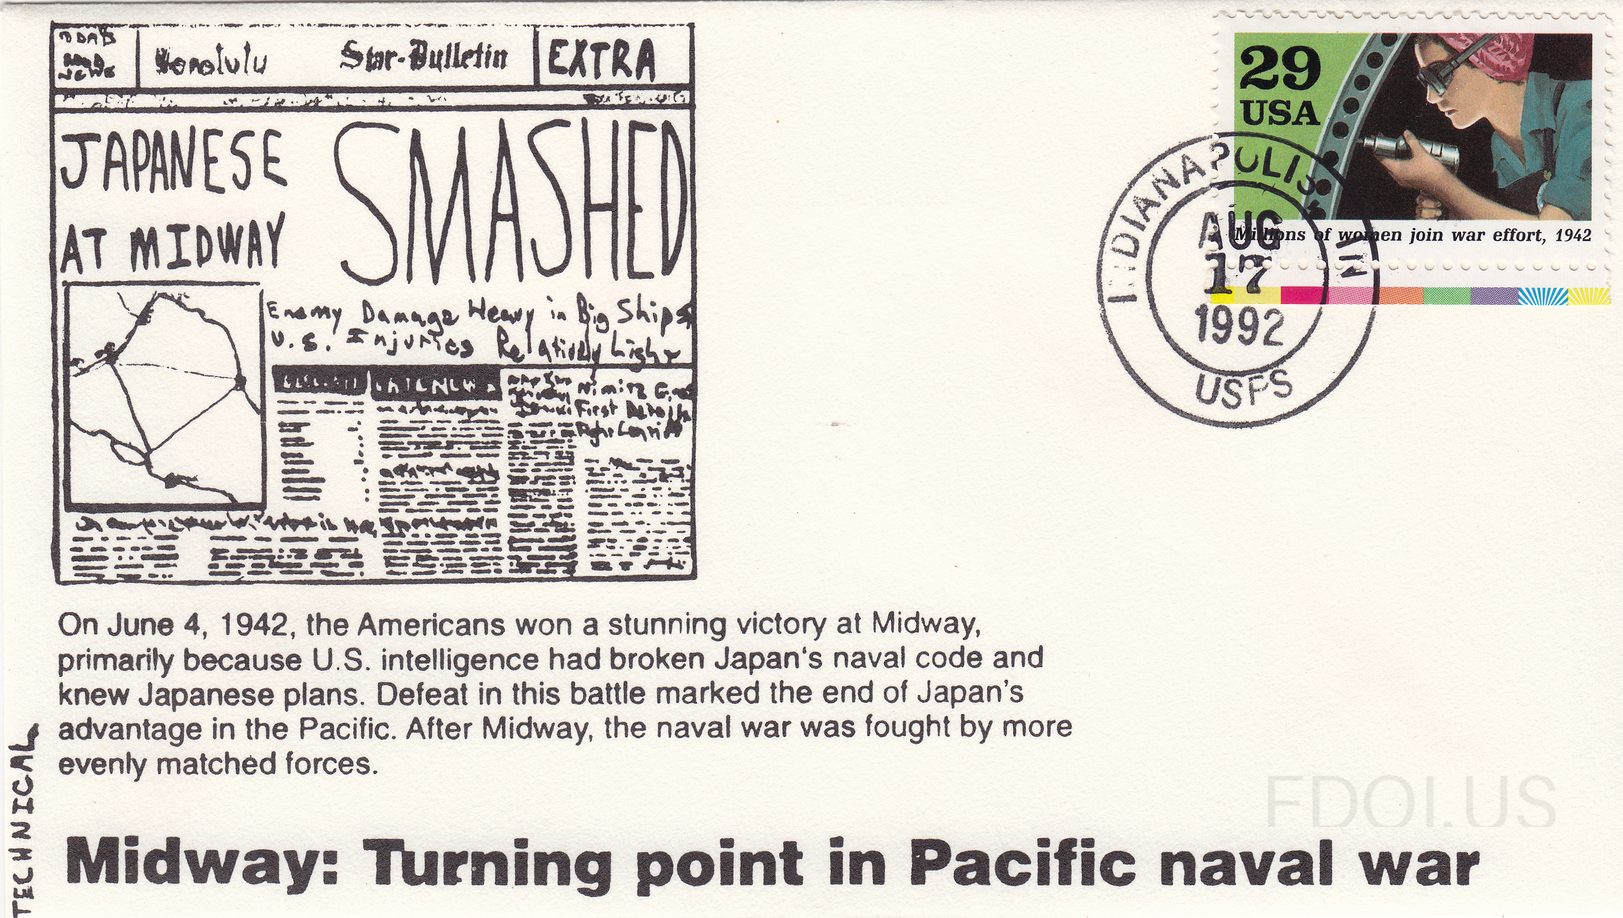 Honolulu Star-Bulletin EXTRA
JAPANESE
AT MIDWAY
SMASHED
Enemy Damage Heavy in Big Ships
U.S. Injuries Relatively Light
Nimitz
First
On June 4, 1942, the Americans won a stunning victory at Midway,
primarily because U.S. intelligence had broken Japan's naval code and
knew Japanese plans. Defeat in this battle marked the end of Japan's
advantage in the Pacific. After Midway, the naval war was fought by more
evenly matched forces.
Midway: Turning point in Pacific naval war
TECHNICAL
29
USA
Millions of women join war effort, 1942
INDIANAPOLIS IN
AUG
17
1992
USPS
FDOI.US